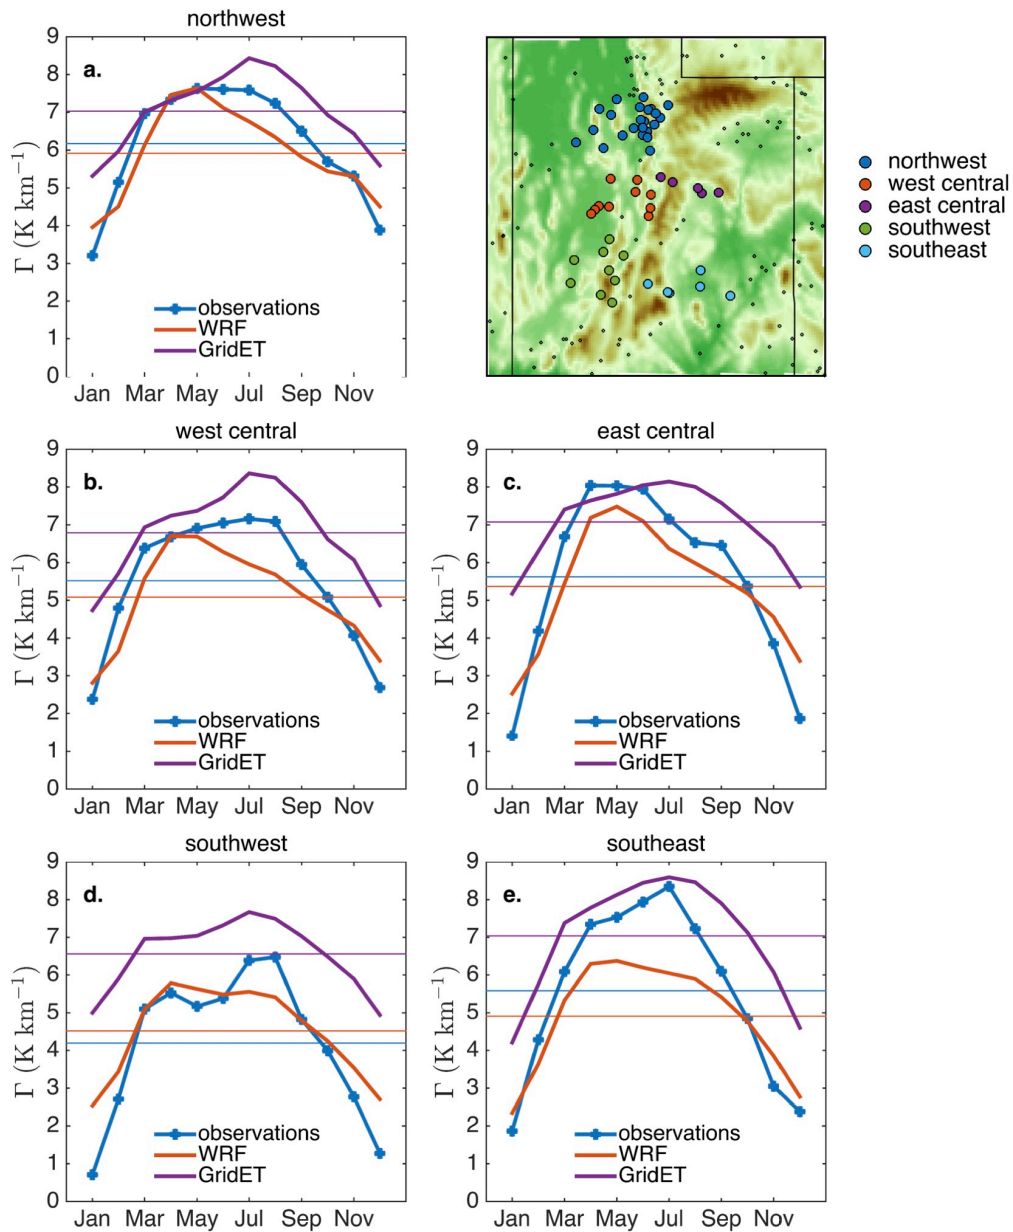 northwest
a.
Γ (K km⁻¹)
9
8
7
6
5
4
3
2
1
0
observations
WRF
GridET
Jan Mar May Jul Sep Nov
northwest
west central
east central
southwest
southeast
west central
b.
Γ (K km⁻¹)
9
8
7
6
5
4
3
2
1
0
observations
WRF
GridET
Jan Mar May Jul Sep Nov
east central
c.
Γ (K km⁻¹)
9
8
7
6
5
4
3
2
1
0
observations
WRF
GridET
Jan Mar May Jul Sep Nov
southwest
d.
Γ (K km⁻¹)
9
8
7
6
5
4
3
2
1
0
observations
WRF
GridET
Jan Mar May Jul Sep Nov
southeast
e.
Γ (K km⁻¹)
9
8
7
6
5
4
3
2
1
0
observations
WRF
GridET
Jan Mar May Jul Sep Nov